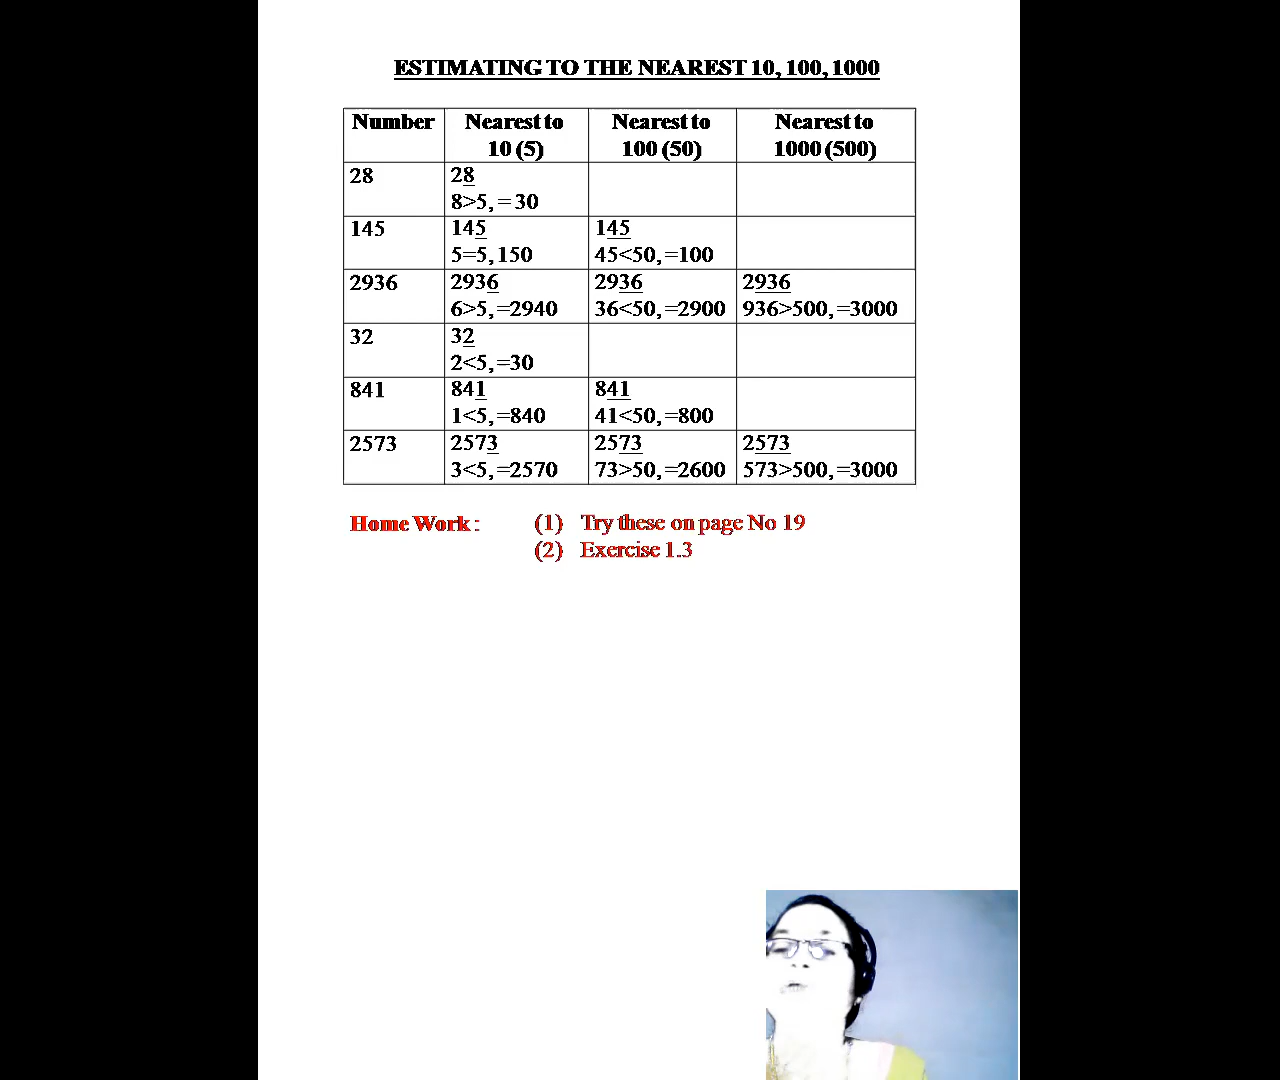 ESTIMATING TO THE NEAREST 10, 100, 1000
Number Nearest to 10 (5) Nearest to 100 (50) Nearest to 1000 (500)
28 28
8>5, = 30
145 145 145
5=5, 150 45<50, =100
2936 2936 2936 2936
6>5, =2940 36<50, =2900 936>500, =3000
32 32
2<5, =30
841 841 841
1<5, =840 41<50, =800
2573 2573 2573 2573
3<5, =2570 73>50, =2600 573>500, =3000
Home Work : (1) Try these on page No 19
(2) Exercise 1.3